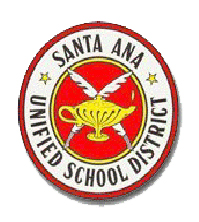 SANTA ANA
UNIFIED SCHOOL DISTRICT